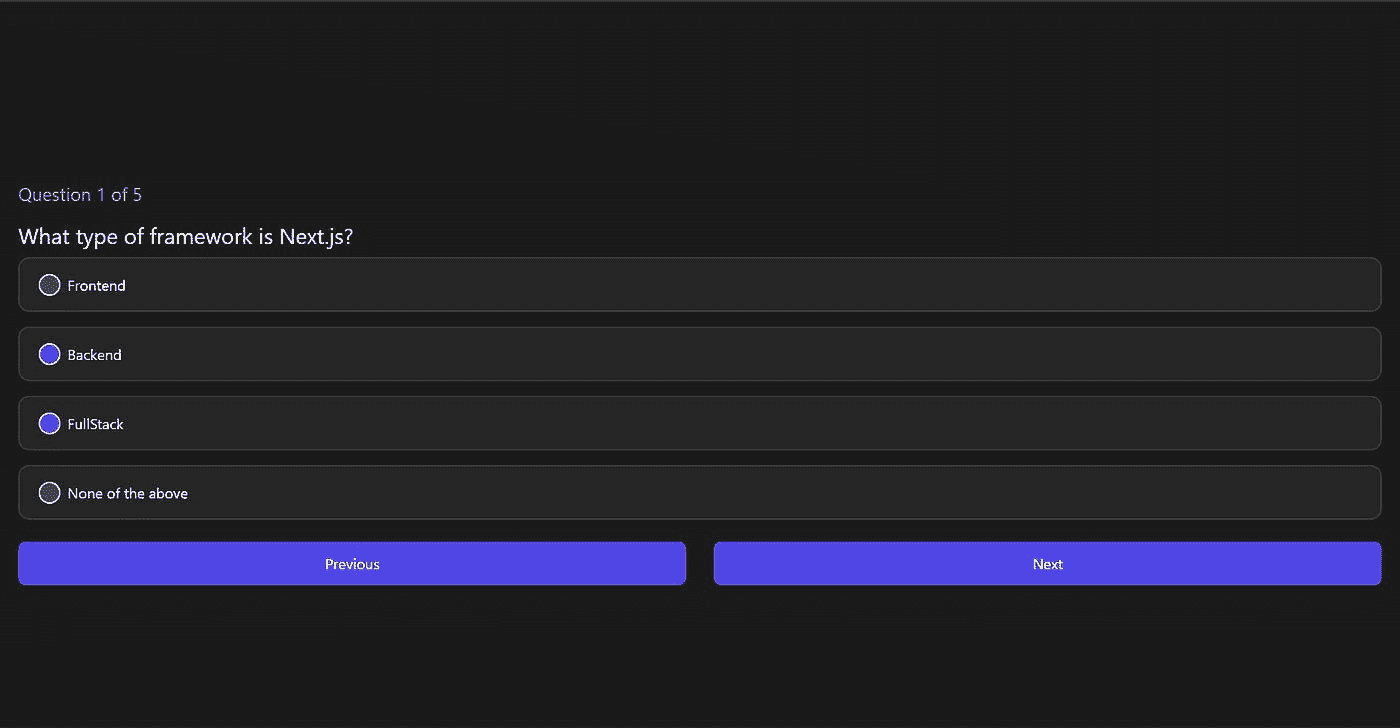 Question 1 of 5
What type of framework is Next.js?
Frontend
Backend
FullStack
None of the above
Previous
Next